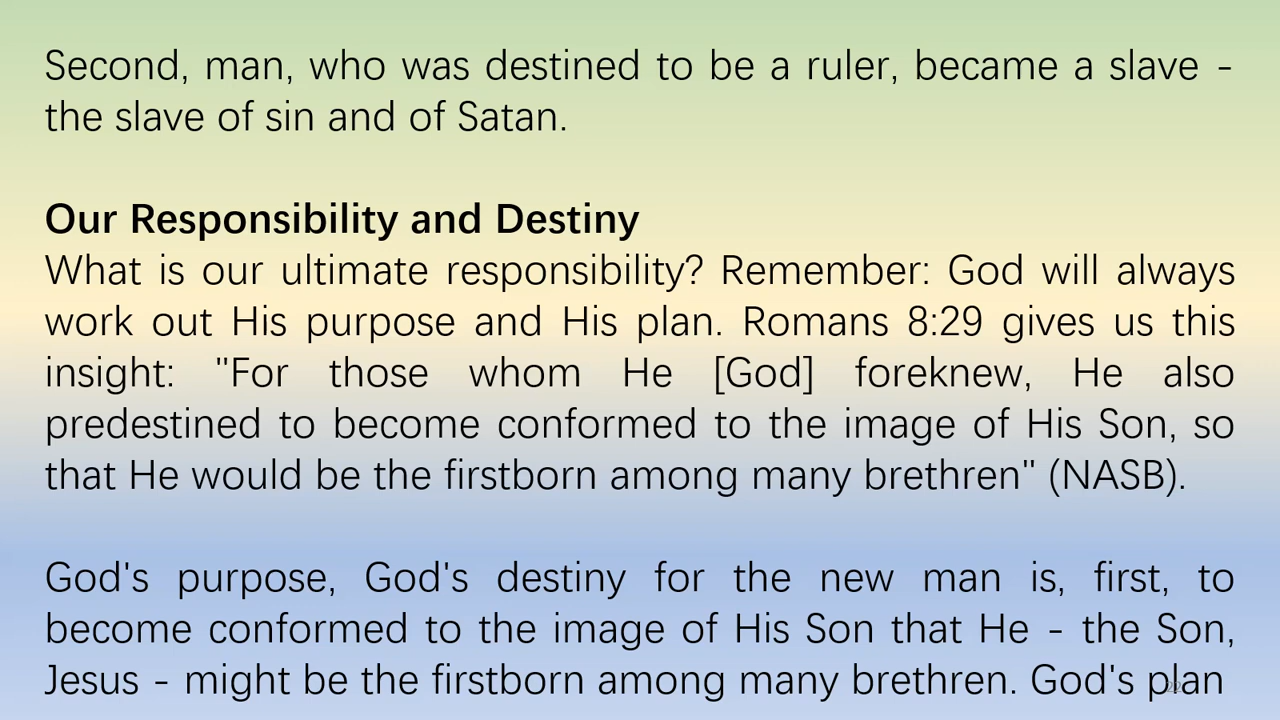 Second, man, who was destined to be a ruler, became a slave -
the slave of sin and of Satan.
Our Responsibility and Destiny
What is our ultimate responsibility? Remember: God will always
work out His purpose and His plan. Romans 8:29 gives us this
insight: "For those whom He [God] foreknew, He also
predestined to become conformed to the image of His Son, so
that He would be the firstborn among many brethren" (NASB).
God's purpose, God's destiny for the new man is, first, to
become conformed to the image of His Son that He - the Son,
Jesus - might be the firstborn among many brethren. God's plan